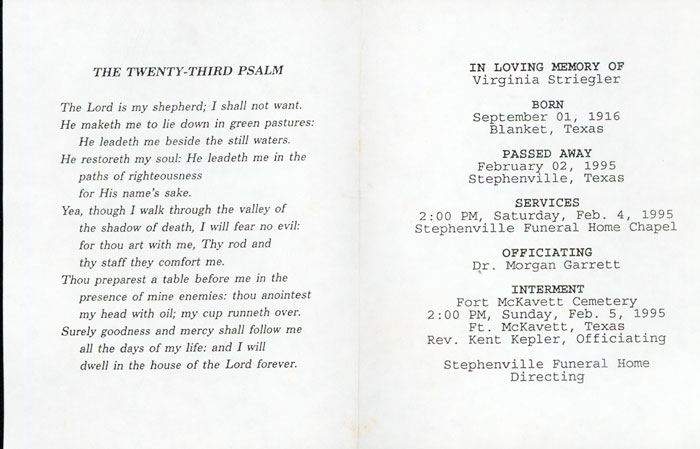 THE TWENTY-THIRD PSALM
The Lord is my shepherd; I shall not want.
He maketh me to lie down in green pastures:
He leadeth me beside the still waters.
He restoreth my soul: He leadeth me in the
paths of righteousness
for His name's sake.
Yea, though I walk through the valley of
the shadow of death, I will fear no evil:
for thou art with me, Thy rod and
thy staff they comfort me.
Thou preparest a table before me in the
presence of mine enemies: thou anointest
my head with oil; my cup runneth over.
Surely goodness and mercy shall follow me
all the days of my life: and I will
dwell in the house of the Lord forever.
IN LOVING MEMORY OF
Virginia Striegler
BORN
September 01, 1916
Blanket, Texas
PASSED AWAY
February 02, 1995
Stephenville, Texas
SERVICES
2:00 PM, Saturday, Feb. 4, 1995
Stephenville Funeral Home Chapel
OFFICIATING
Dr. Morgan Garrett
INTERMENT
Fort McKavett Cemetery
2:00 PM, Sunday, Feb. 5, 1995
Ft. McKavett, Texas
Rev. Kent Kepler, Officiating
Stephenville Funeral Home
Directing